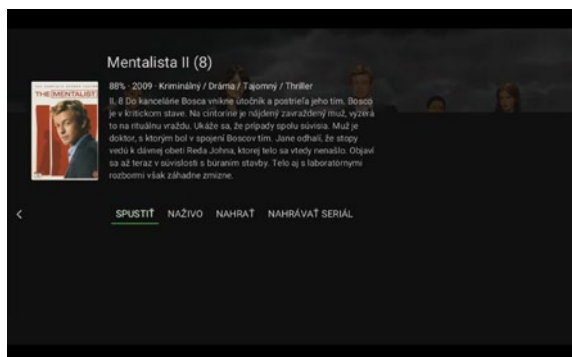 Mentalista II (8)
88% · 2009 · Kriminálny / Dráma / Tajomný / Thriller
II. 8 Do kancelárie Bosca vnikne útočník a postrieľa jeho tím. Bosco
je v kritickom stave. Na cintoríne je nájdený zavraždený muž, vyzerá
to na rituálnu vraždu. Ukáže sa, že prípady spolu súvisia. Muž je
doktor, s ktorým bol v spojení Boscov tím. Jane odhalí, že stopy
vedú k dávnej obeti Reda Johna, ktorej telo sa vtedy nenašlo. Objaví
sa až teraz v súvislosti s búraním stavby. Telo aj s laboratórnymi
rozbormi však záhadne zmizne.
THE MENTALIST
SPUSTIŤ NAŽIVO NAHRAŤ NAHRÁVAŤ SERIÁL